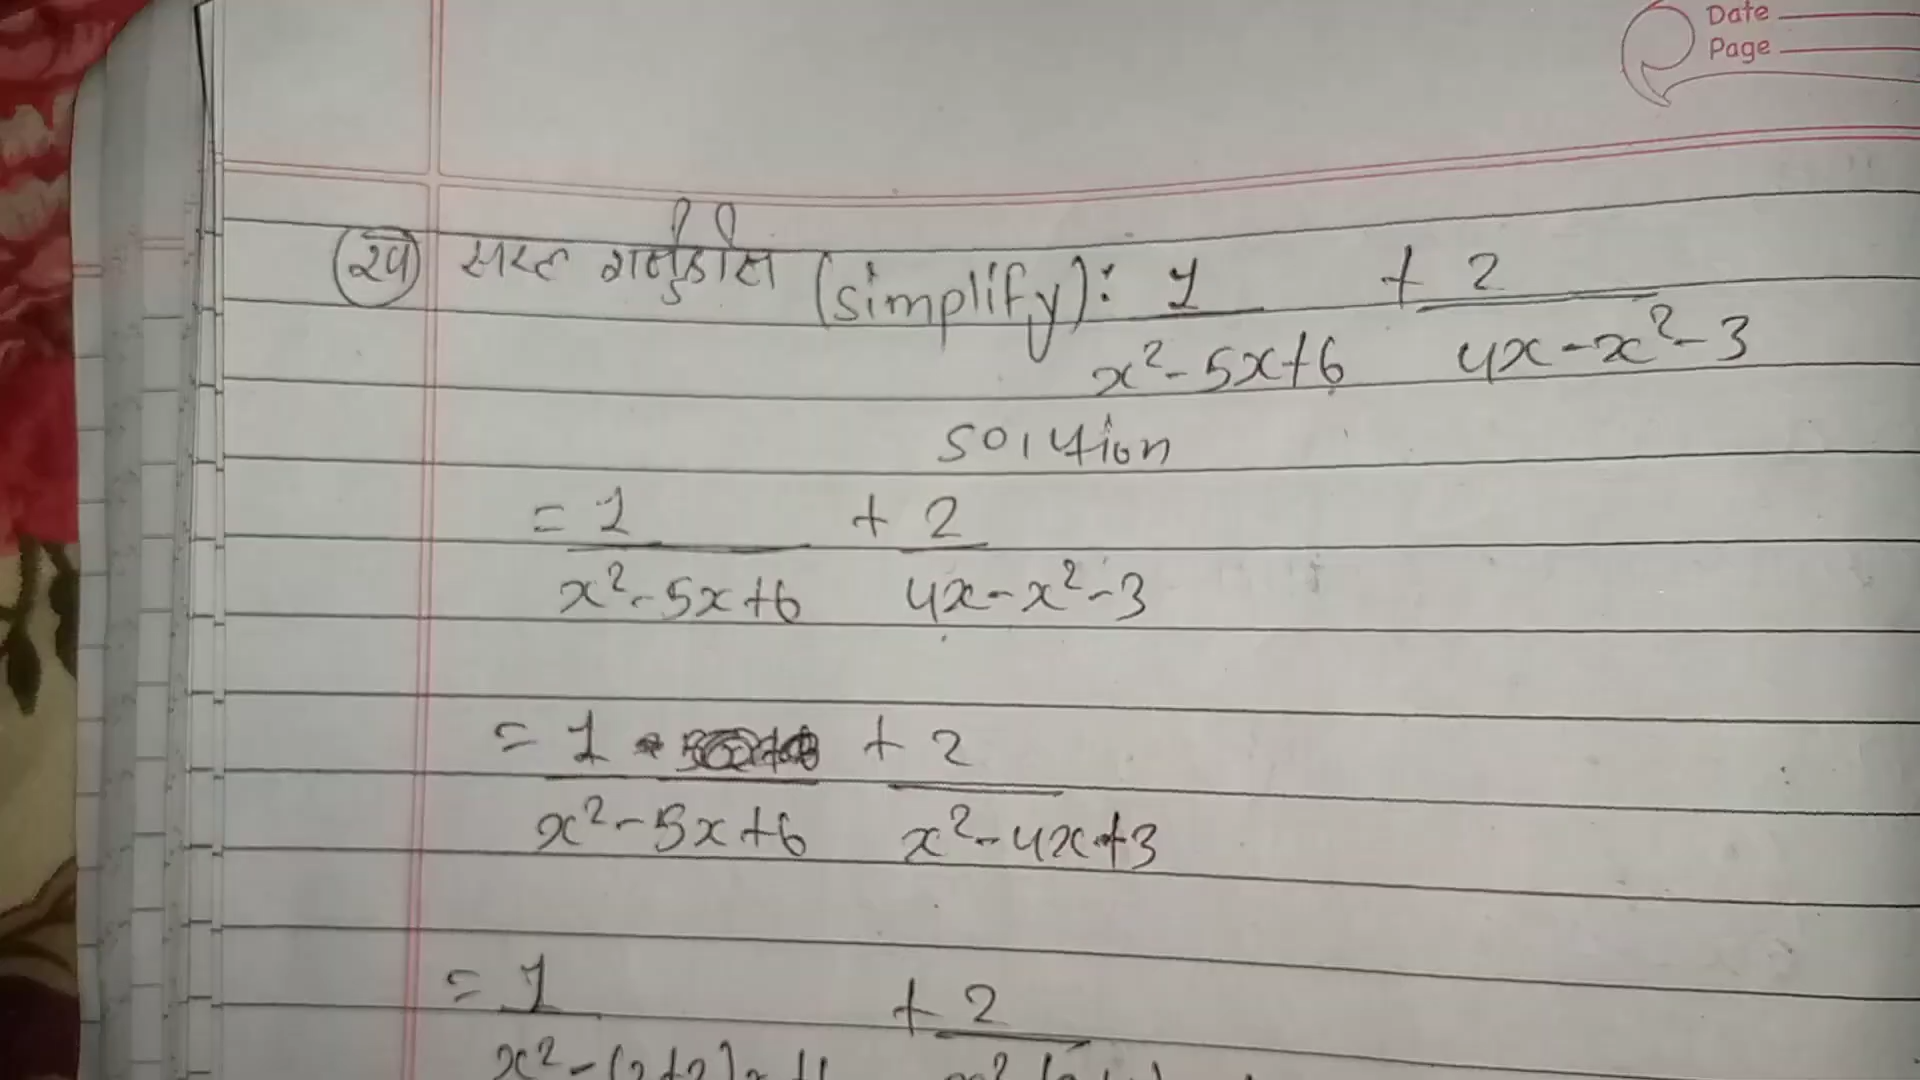 Date
Page
२५ सरल गर्नुहोस (simplify): 1/(x²-5x+6) + 2/(4x-x²-3)
solution
= 1/(x²-5x+6) + 2/(4x-x²-3)
= 1/(x²-5x+6) + 2/(x²-4x+3)
= 1 + 2